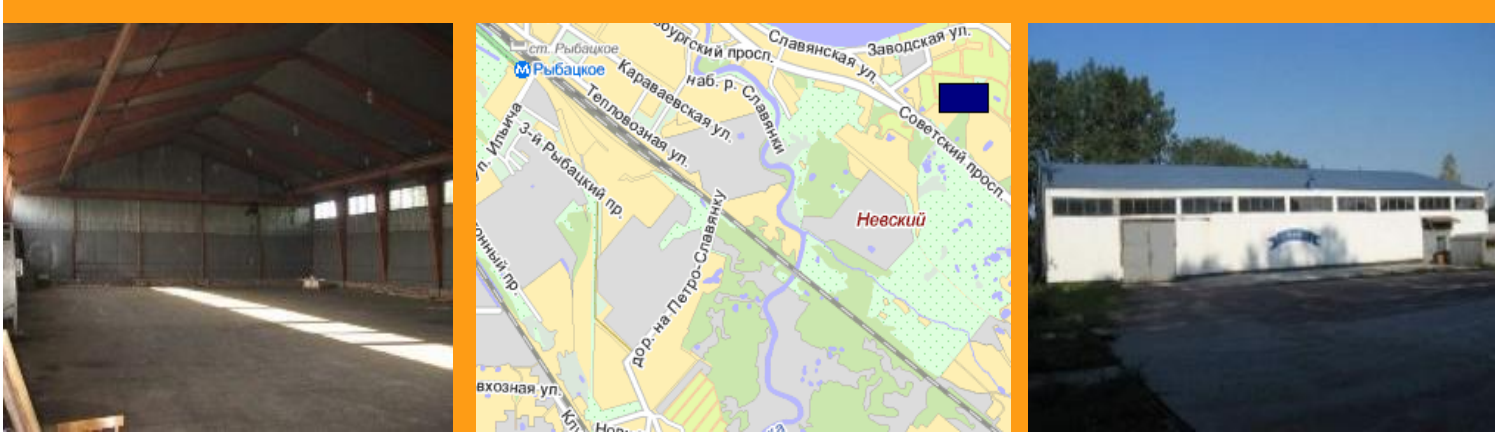 ст. Рыбацкое
Рыбацкое
Славянская ул.
Заводская ул.
Караваевская ул.
наб. р. Славянки
Тепловозная ул.
Советский просп.
ул. Ильича
3-й Рыбацкий пр.
Невский
дор. на Петро-Славянку